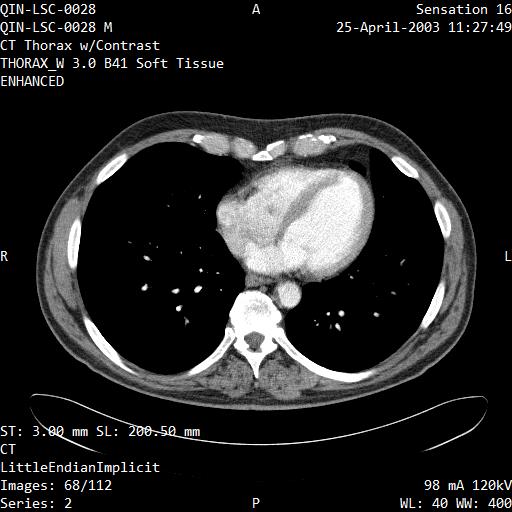 QIN-LSC-0028 A Sensation 16
QIN-LSC-0028 M 25-April-2003 11:27:49
CT Thorax w/Contrast
THORAX_W 3.0 B41 Soft Tissue
ENHANCED
R L
ST: 3.00 mm SL: 200.50 mm
CT
LittleEndianImplicit
Images: 68/112 98 mA 120kV
Series: 2 P WL: 40 WW: 400